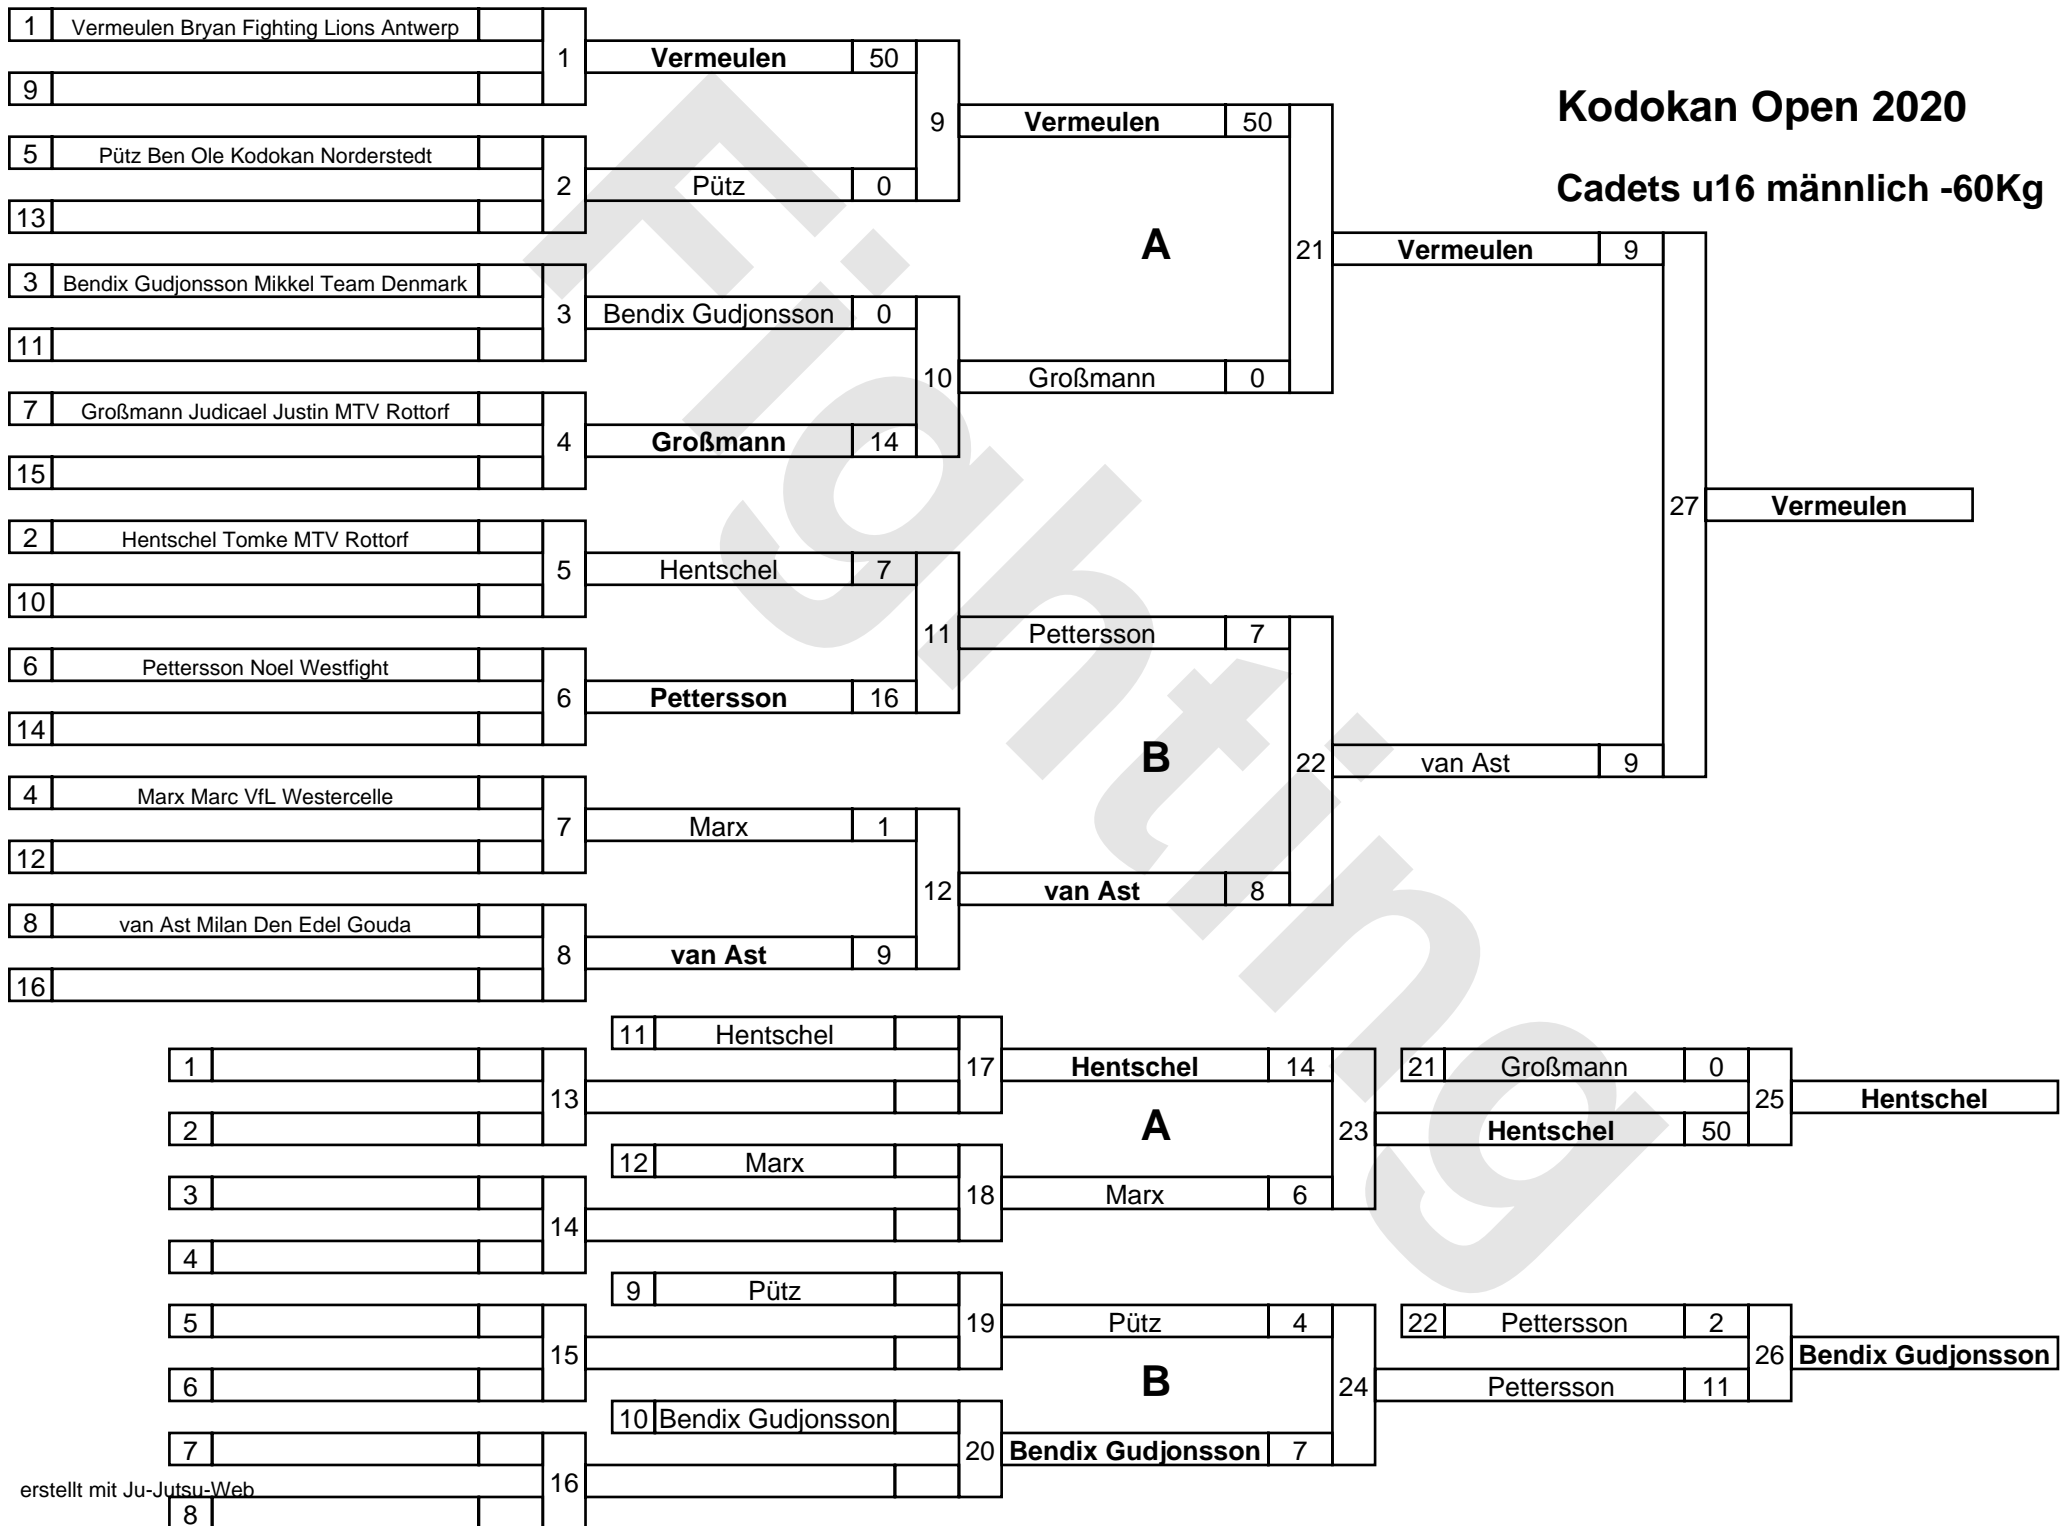 Kodokan Open 2020
Cadets u16 männlich -60Kg
Fighting
1 Vermeulen Bryan Fighting Lions Antwerp
1
9
5 Pütz Ben Ole Kodokan Norderstedt
2
13
3 Bendix Gudjonsson Mikkel Team Denmark
3
11
7 Großmann Judicael Justin MTV Rottorf
4
15
2 Hentschel Tomke MTV Rottorf
5
10
6 Pettersson Noel Westfight
6
14
4 Marx Marc VfL Westercelle
7
12
8 van Ast Milan Den Edel Gouda
8
16
Vermeulen 50
9
Pütz 0
Bendix Gudjonsson 0
10
Großmann 14
Hentschel 7
11
Pettersson 16
Marx 1
12
van Ast 9
Vermeulen 50
A
21
Großmann 0
Pettersson 7
B
22
van Ast 8
Vermeulen 9
27
van Ast 9
Vermeulen
1
13
2
3
14
4
5
15
6
7
16
8
11 Hentschel
17
12 Marx
18
9 Pütz
19
10 Bendix Gudjonsson
20
Hentschel 14
A
23
Marx 6
Pütz 4
B
24
Bendix Gudjonsson 7
21 Großmann 0
25
Hentschel 50
Hentschel
22 Pettersson 2
26
Pettersson 11
Bendix Gudjonsson
erstellt mit Ju-Jutsu-Web